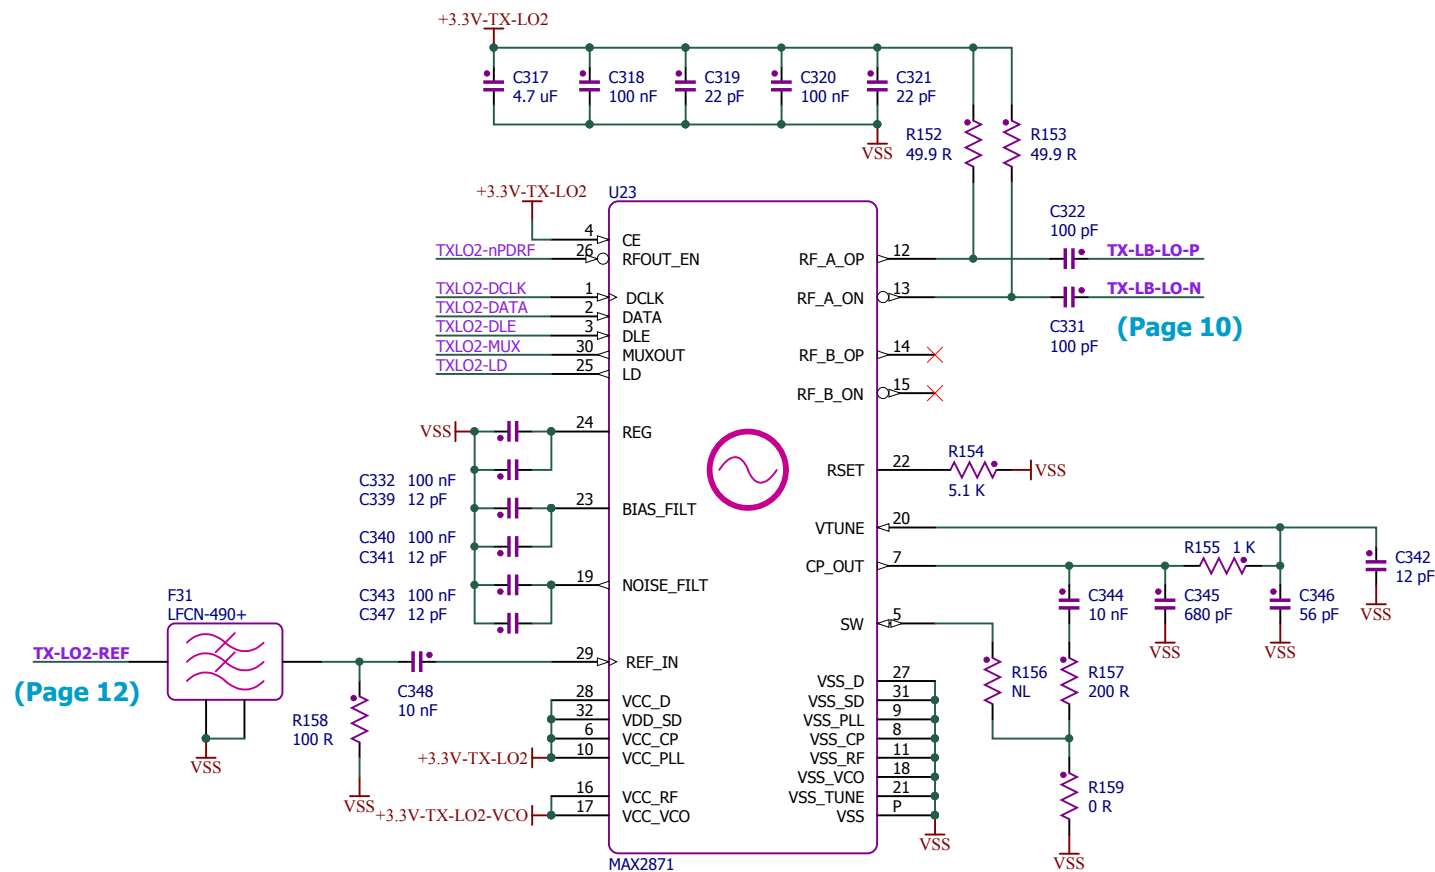 +3.3V-TX-LO2
C317
4.7 uF
C318
100 nF
C319
22 pF
C320
100 nF
C321
22 pF
VSS
R152
49.9 R
R153
49.9 R
+3.3V-TX-LO2
U23
4
CE
TXLO2-nPDRF
26
RFOUT_EN
TXLO2-DCLK
1
DCLK
TXLO2-DATA
2
DATA
TXLO2-DLE
3
DLE
TXLO2-MUX
30
MUXOUT
TXLO2-LD
25
LD
RF_A_OP
12
C322
100 pF
TX-LB-LO-P
RF_A_ON
13
TX-LB-LO-N
C331
100 pF
(Page 10)
RF_B_OP
14
RF_B_ON
15
VSS
24
REG
C332 100 nF
C339 12 pF
23
BIAS_FILT
C340 100 nF
C341 12 pF
19
NOISE_FILT
C343 100 nF
C347 12 pF
RSET
22
R154
5.1 K
VSS
VTUNE
20
CP_OUT
7
R155 1 K
C342
12 pF
VSS
C344
10 nF
C345
680 pF
VSS
C346
56 pF
VSS
SW
5
R156
NL
R157
200 R
R159
0 R
VSS
F31
LFCN-490+
TX-LO2-REF
(Page 12)
VSS
R158
100 R
VSS
C348
10 nF
29
REF_IN
28
VCC_D
32
VDD_SD
6
VCC_CP
+3.3V-TX-LO2
10
VCC_PLL
16
VCC_RF
+3.3V-TX-LO2-VCO
17
VCC_VCO
VSS_D
27
VSS_SD
31
VSS_PLL
9
VSS_CP
8
VSS_RF
11
VSS_VCO
18
VSS_TUNE
21
VSS
P
VSS
MAX2871